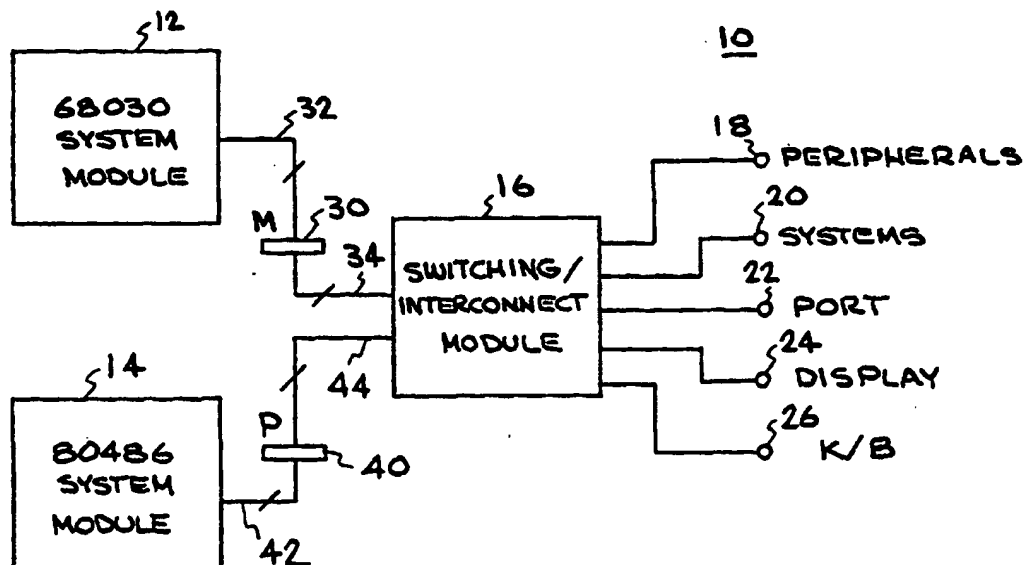 12
10
68030
SYSTEM
MODULE
32
18
PERIPHERALS
M
30
16
20
SYSTEMS
34
SWITCHING/
INTERCONNECT
MODULE
22
PORT
14
44
24
DISPLAY
P
40
26
K/B
80486
SYSTEM
MODULE
42